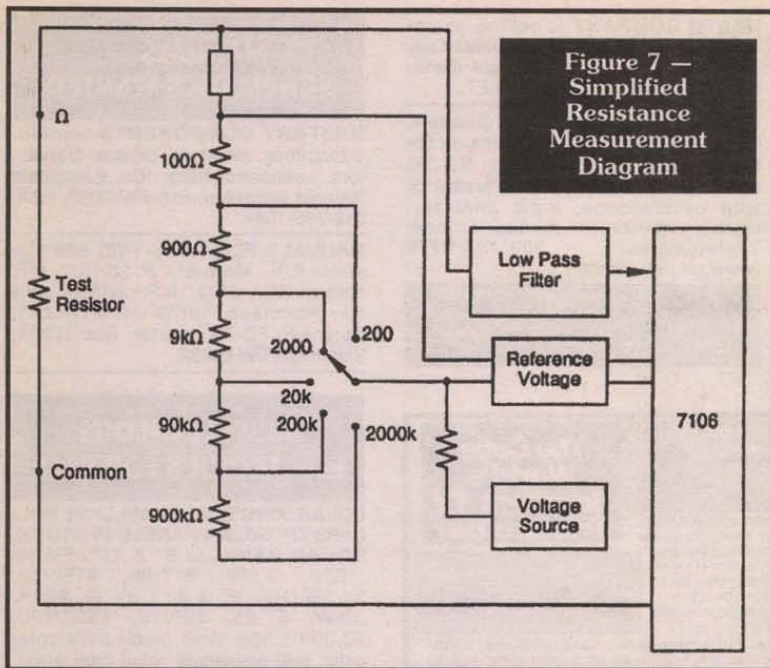 Figure 7 —
Simplified
Resistance
Measurement
Diagram
Ω
100Ω
900Ω
Test
Resistor
9kΩ
2000
200
20k
200k
2000k
90kΩ
Common
900kΩ
Low Pass
Filter
Reference
Voltage
7106
Voltage
Source